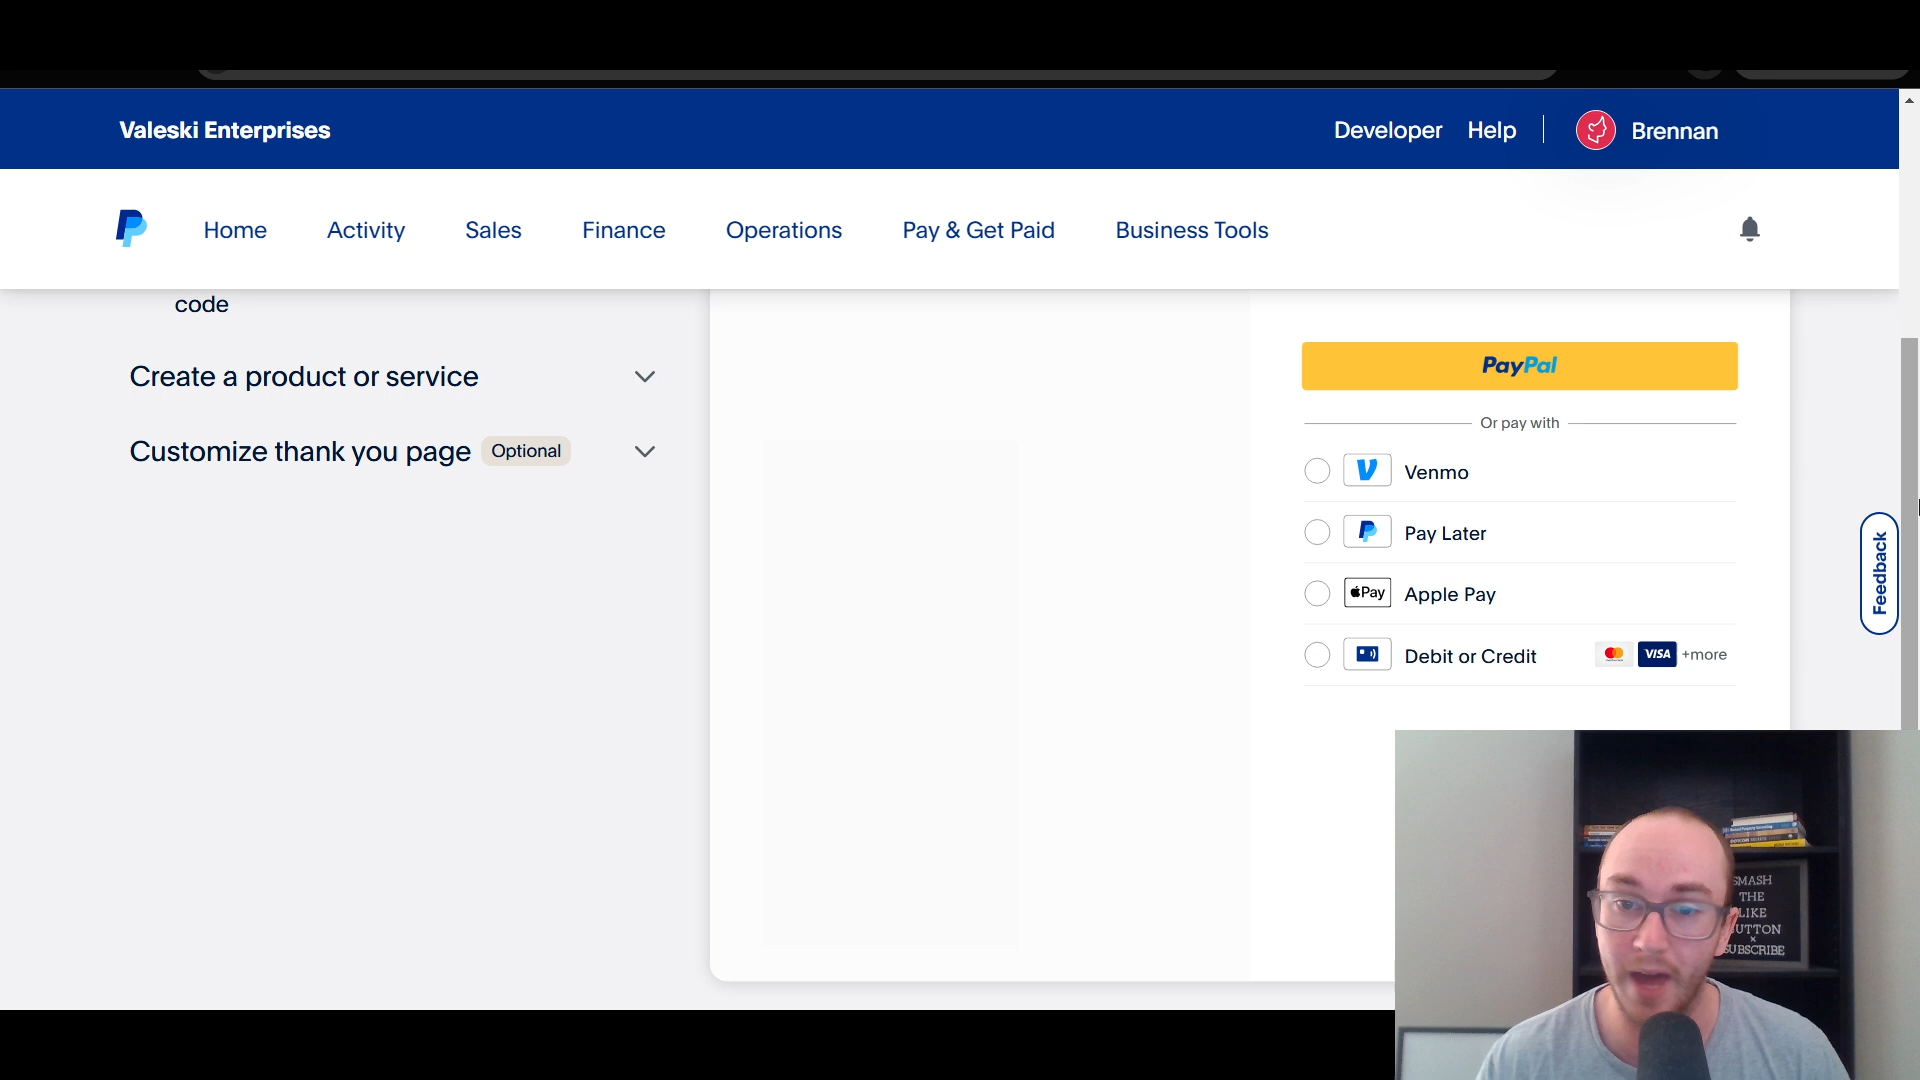 Valeski Enterprises
Developer
Help
Brennan
Home
Activity
Sales
Finance
Operations
Pay & Get Paid
Business Tools
code
Create a product or service
Customize thank you page
Optional
PayPal
Or pay with
Venmo
Pay Later
Pay
Apple Pay
Debit or Credit
VISA
+more
Feedback
SMASH
THE
LIKE
UTTON
×
SUBSCRIBE